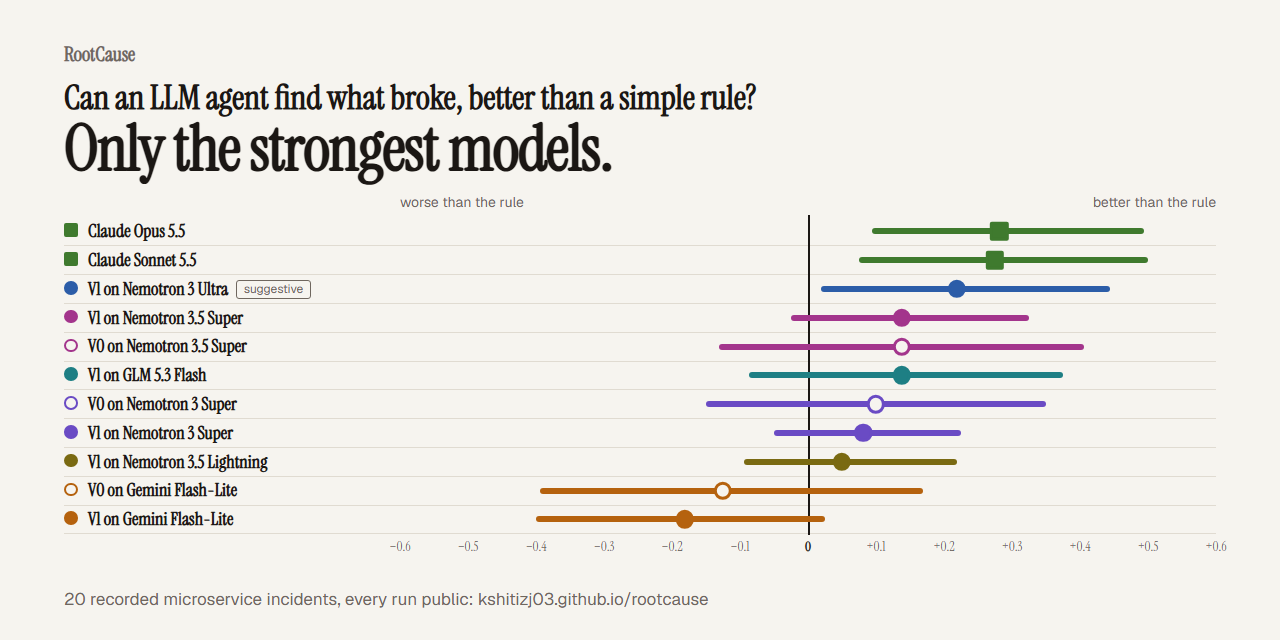 RootCause
Can an LLM agent find what broke, better than a simple rule?
Only the strongest models.
worse than the rule
better than the rule
Claude Opus 5.5
Claude Sonnet 5.5
V1 on Nemotron 3 Ultra suggestive
V1 on Nemotron 3.5 Super
V0 on Nemotron 3.5 Super
V1 on GLM 5.3 Flash
V0 on Nemotron 3 Super
V1 on Nemotron 3 Super
V1 on Nemotron 3.5 Lightning
V0 on Gemini Flash-Lite
V1 on Gemini Flash-Lite
−0.6 −0.5 −0.4 −0.3 −0.2 −0.1 0 +0.1 +0.2 +0.3 +0.4 +0.5 +0.6
20 recorded microservice incidents, every run public: kshitizj03.github.io/rootcause